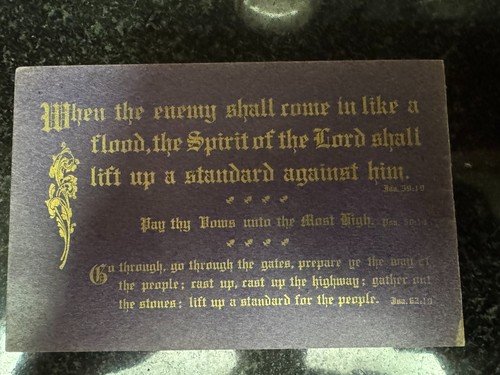 When the enemy shall come in like a
flood, the Spirit of the Lord shall
lift up a standard against him.
Isa. 59:19
Pay thy Vows unto the Most High. Psa. 50:14
Go through, go through the gates, prepare ye the way of
the people; cast up, cast up the highway; gather out
the stones; lift up a standard for the people. Isa. 62:10